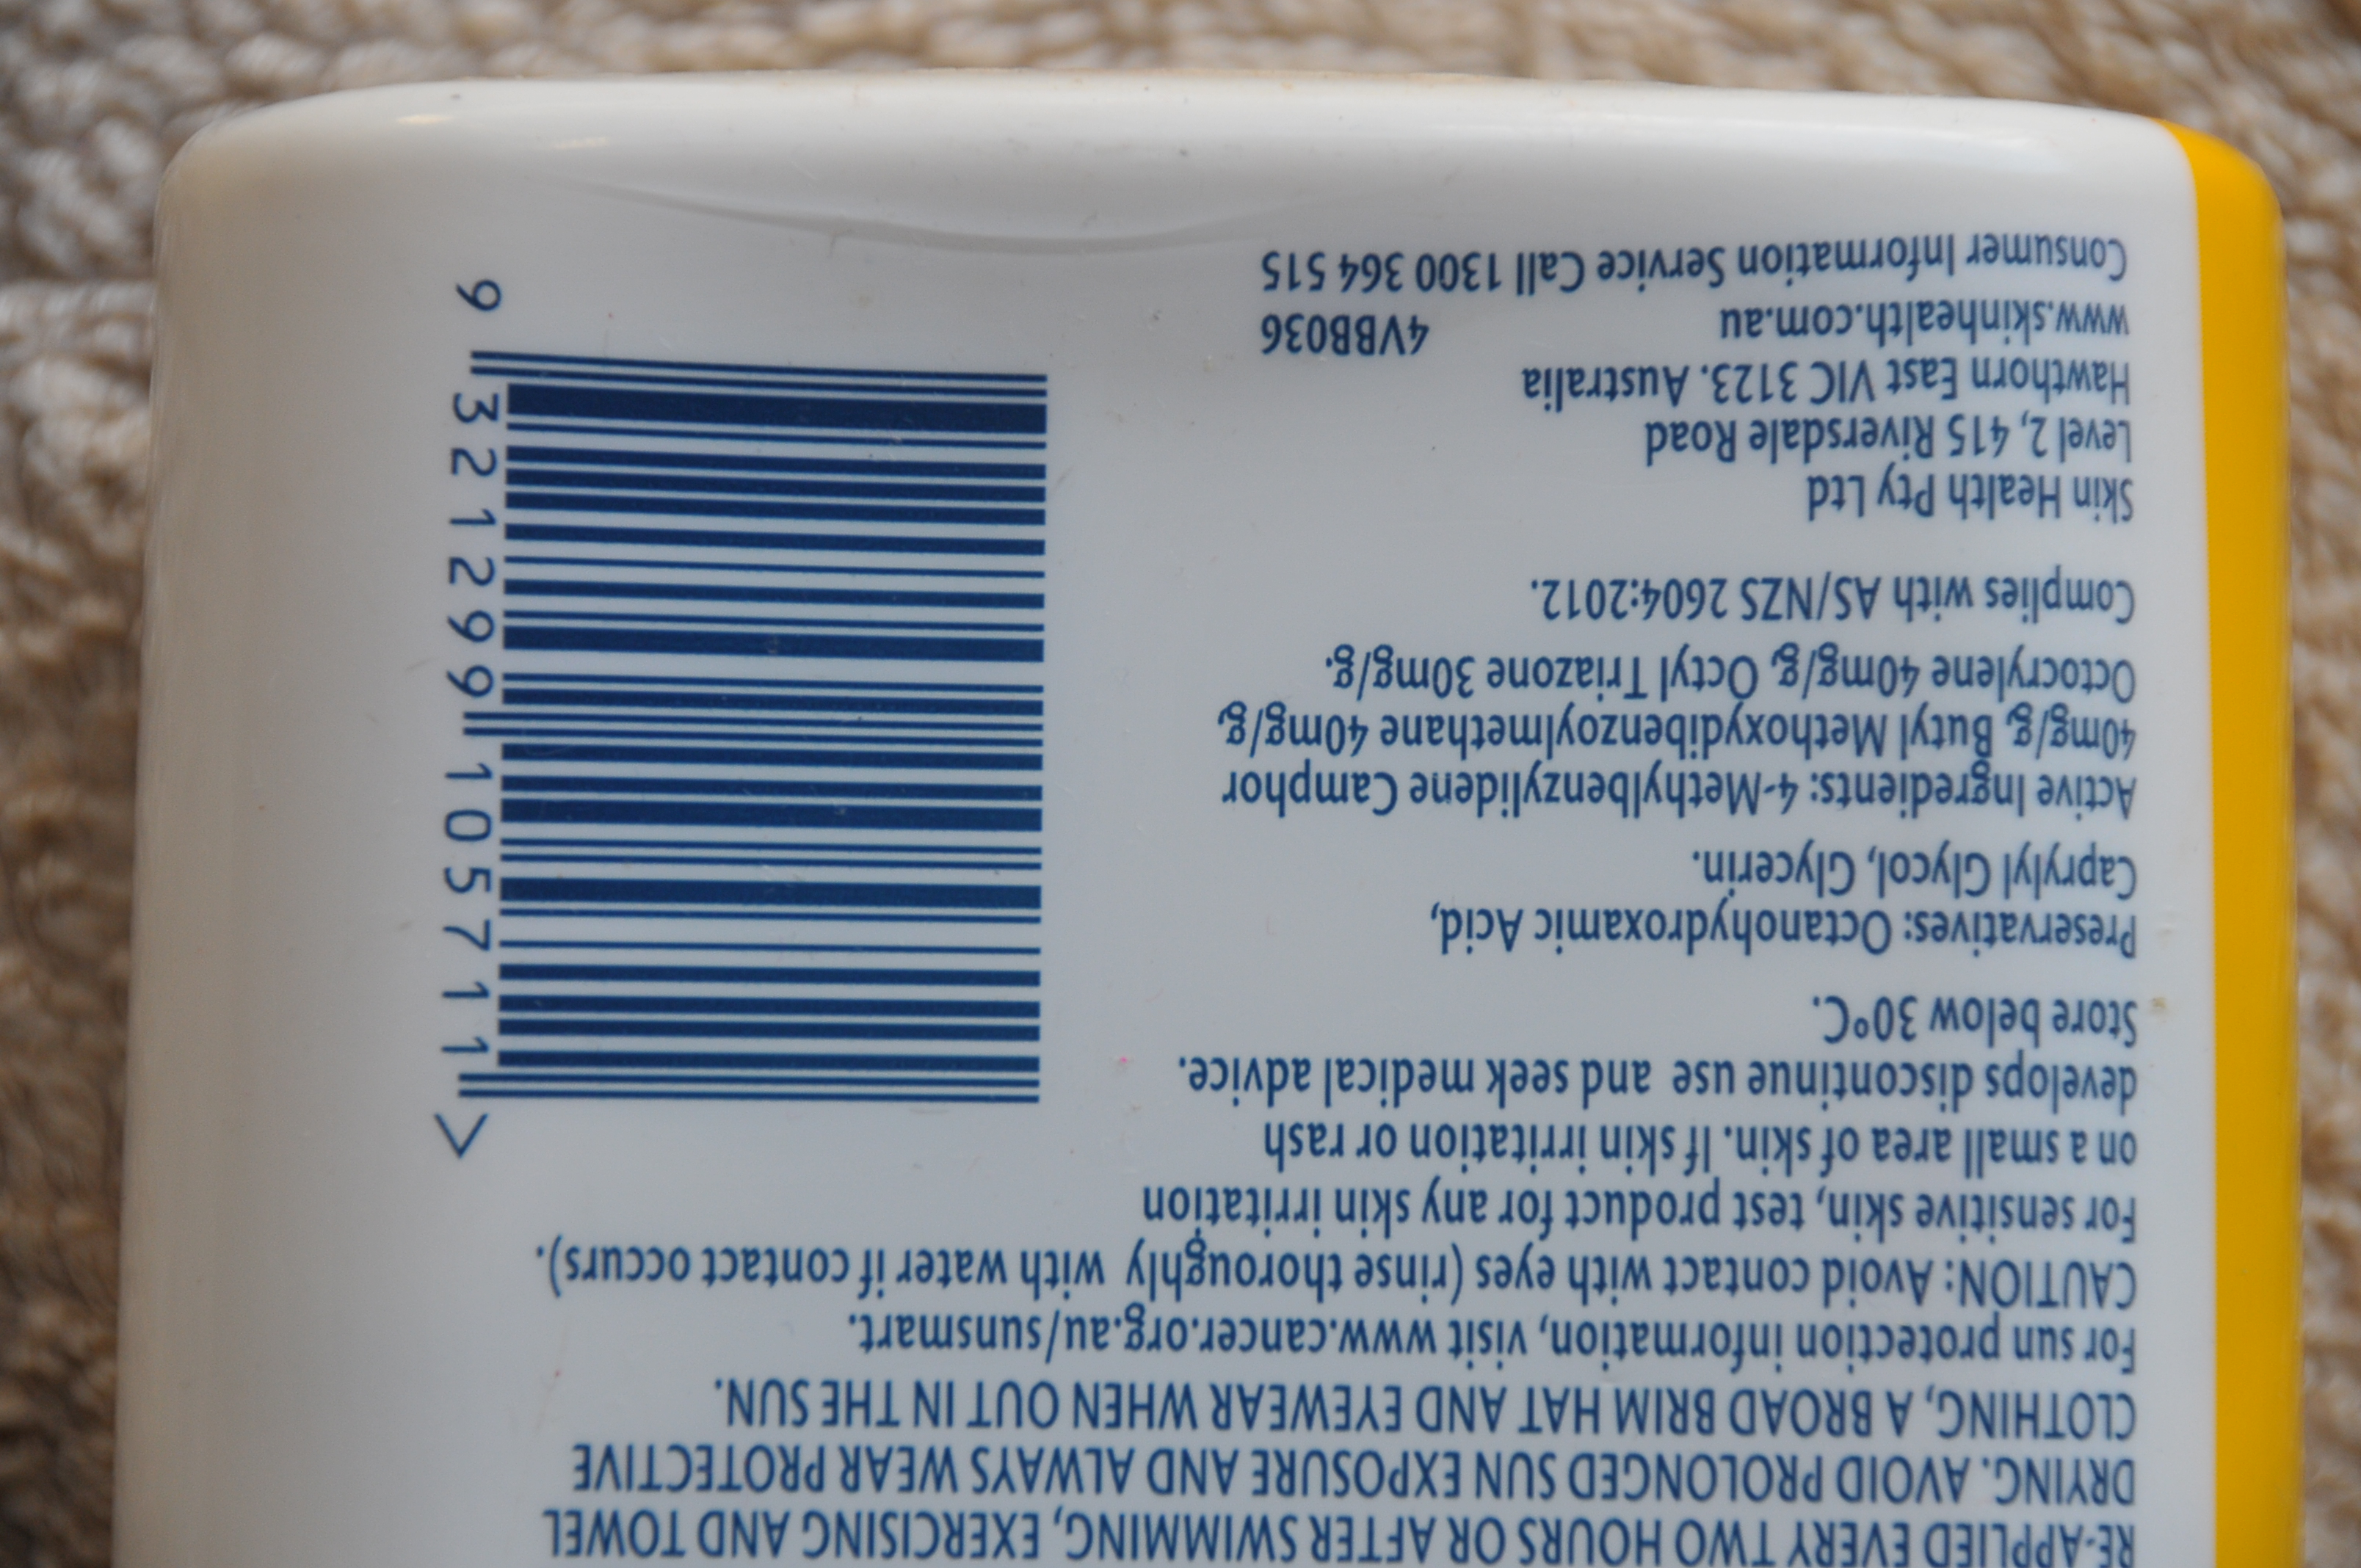 RE-APPLIED EVERY TWO HOURS OR AFTER SWIMMING, EXERCISING AND TOWEL
DRYING. AVOID PROLONGED SUN EXPOSURE AND ALWAYS WEAR PROTECTIVE
CLOTHING, A BROAD BRIM HAT AND EYEWEAR WHEN OUT IN THE SUN.
For sun protection information, visit www.cancer.org.au/sunsmart.
CAUTION: Avoid contact with eyes (rinse thoroughly with water if contact occurs).
For sensitive skin, test product for any skin irritation
on a small area of skin. If skin irritation or rash
develops discontinue use and seek medical advice.
Store below 30°C.
Preservatives: Octanohydroxamic Acid,
Caprylyl Glycol, Glycerin.
Active Ingredients: 4-Methylbenzylidene Camphor
40mg/g, Butyl Methoxydibenzoylmethane 40mg/g,
Octocrylene 40mg/g, Octyl Triazone 30mg/g.
Complies with AS/NZS 2604:2012.
Skin Health Pty Ltd
Level 2, 415 Riversdale Road
Hawthorn East VIC 3123. Australia
www.skinhealth.com.au 4VBB036
Consumer Information Service Call 1300 364 515
9 321299 105711 >